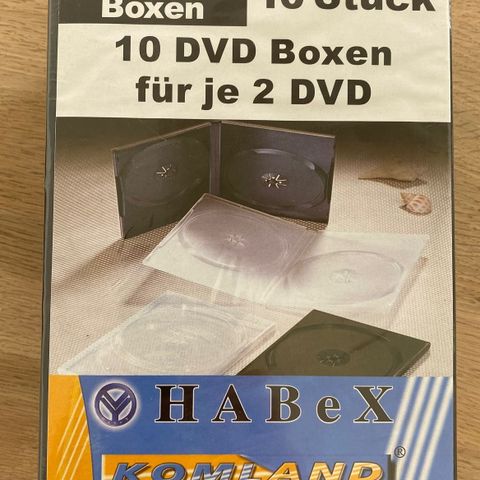 Boxen
10 Stück
10 DVD Boxen
für je 2 DVD
HABeX
KOMLAND
®